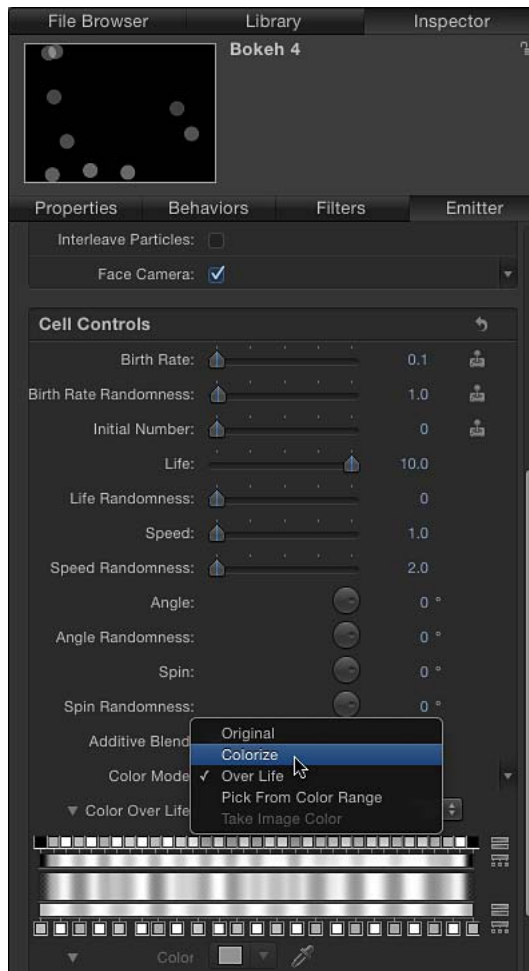 File Browser Library Inspector
Bokeh 4
Properties Behaviors Filters Emitter
Interleave Particles:
Face Camera:
Cell Controls
Birth Rate: 0.1
Birth Rate Randomness: 1.0
Initial Number: 0
Life: 10.0
Life Randomness: 0
Speed: 1.0
Speed Randomness: 2.0
Angle: 0 °
Angle Randomness: 0 °
Spin: 0 °
Spin Randomness: 0 °
Additive Blend
Original
Colorize
Color Mode ✓ Over Life
Pick From Color Range
Color Over Life
Take Image Color
Color